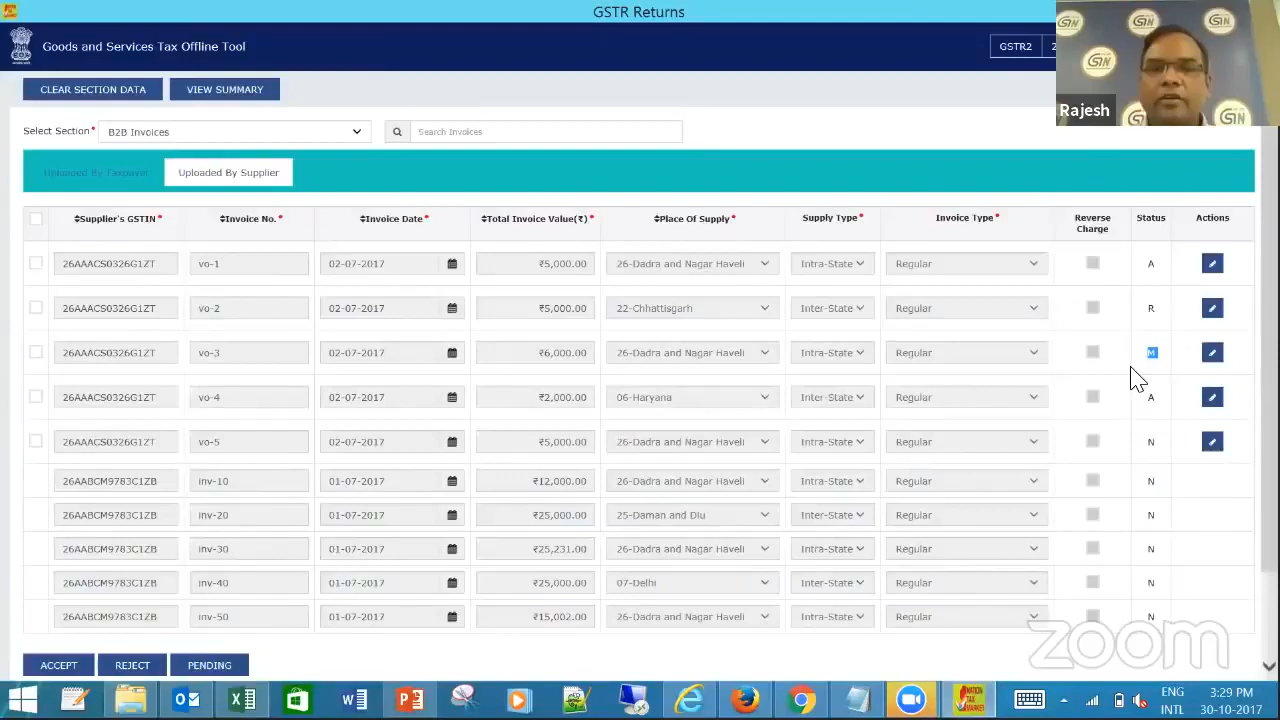 GSTR Returns
Goods and Services Tax Offline Tool
GSTR2
Rajesh
CLEAR SECTION DATA VIEW SUMMARY
Select Section* B2B Invoices Search Invoices
Uploaded By Taxpayer Uploaded By Supplier
Supplier's GSTIN* Invoice No.* Invoice Date* Total Invoice Value(₹)* Place Of Supply* Supply Type* Invoice Type* Reverse Charge Status Actions
26AAACS0326G1ZT vo-1 02-07-2017 ₹5,000.00 26-Dadra and Nagar Haveli Intra-State Regular A
26AAACS0326G1ZT vo-2 02-07-2017 ₹5,000.00 22-Chhattisgarh Inter-State Regular R
26AAACS0326G1ZT vo-3 02-07-2017 ₹6,000.00 26-Dadra and Nagar Haveli Intra-State Regular M
26AAACS0326G1ZT vo-4 02-07-2017 ₹2,000.00 06-Haryana Inter-State Regular A
26AAACS0326G1ZT vo-5 02-07-2017 ₹5,000.00 26-Dadra and Nagar Haveli Intra-State Regular N
26AABCM9783C1ZB inv-10 01-07-2017 ₹12,000.00 26-Dadra and Nagar Haveli Intra-State Regular N
26AABCM9783C1ZB inv-20 01-07-2017 ₹25,000.00 25-Daman and Diu Inter-State Regular N
26AABCM9783C1ZB inv-30 01-07-2017 ₹25,231.00 26-Dadra and Nagar Haveli Intra-State Regular N
26AABCM9783C1ZB inv-40 01-07-2017 ₹25,000.00 07-Delhi Inter-State Regular N
26AABCM9783C1ZB inv-50 01-07-2017 ₹15,002.00 26-Dadra and Nagar Haveli Intra-State Regular N
ACCEPT REJECT PENDING
zoom
ENG 3:29 PM
INTL 30-10-2017